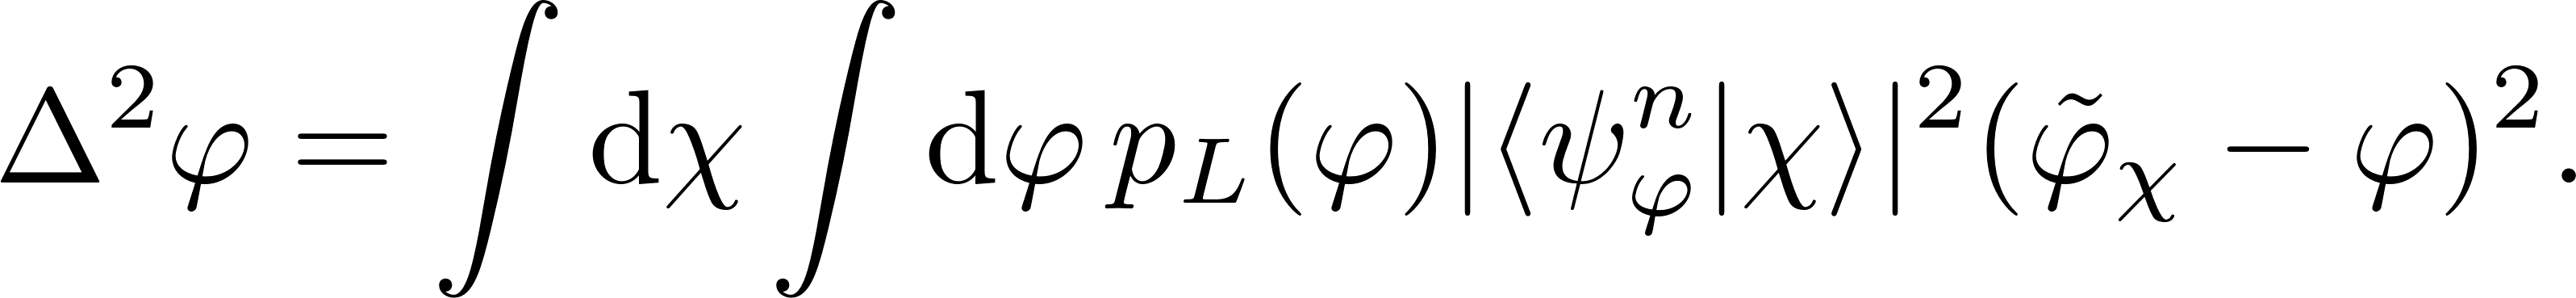 Δ²φ = ∫ dχ ∫ dφ p_L(φ)|⟨ψ_φ^n|χ⟩|²(φ̃_χ − φ)².